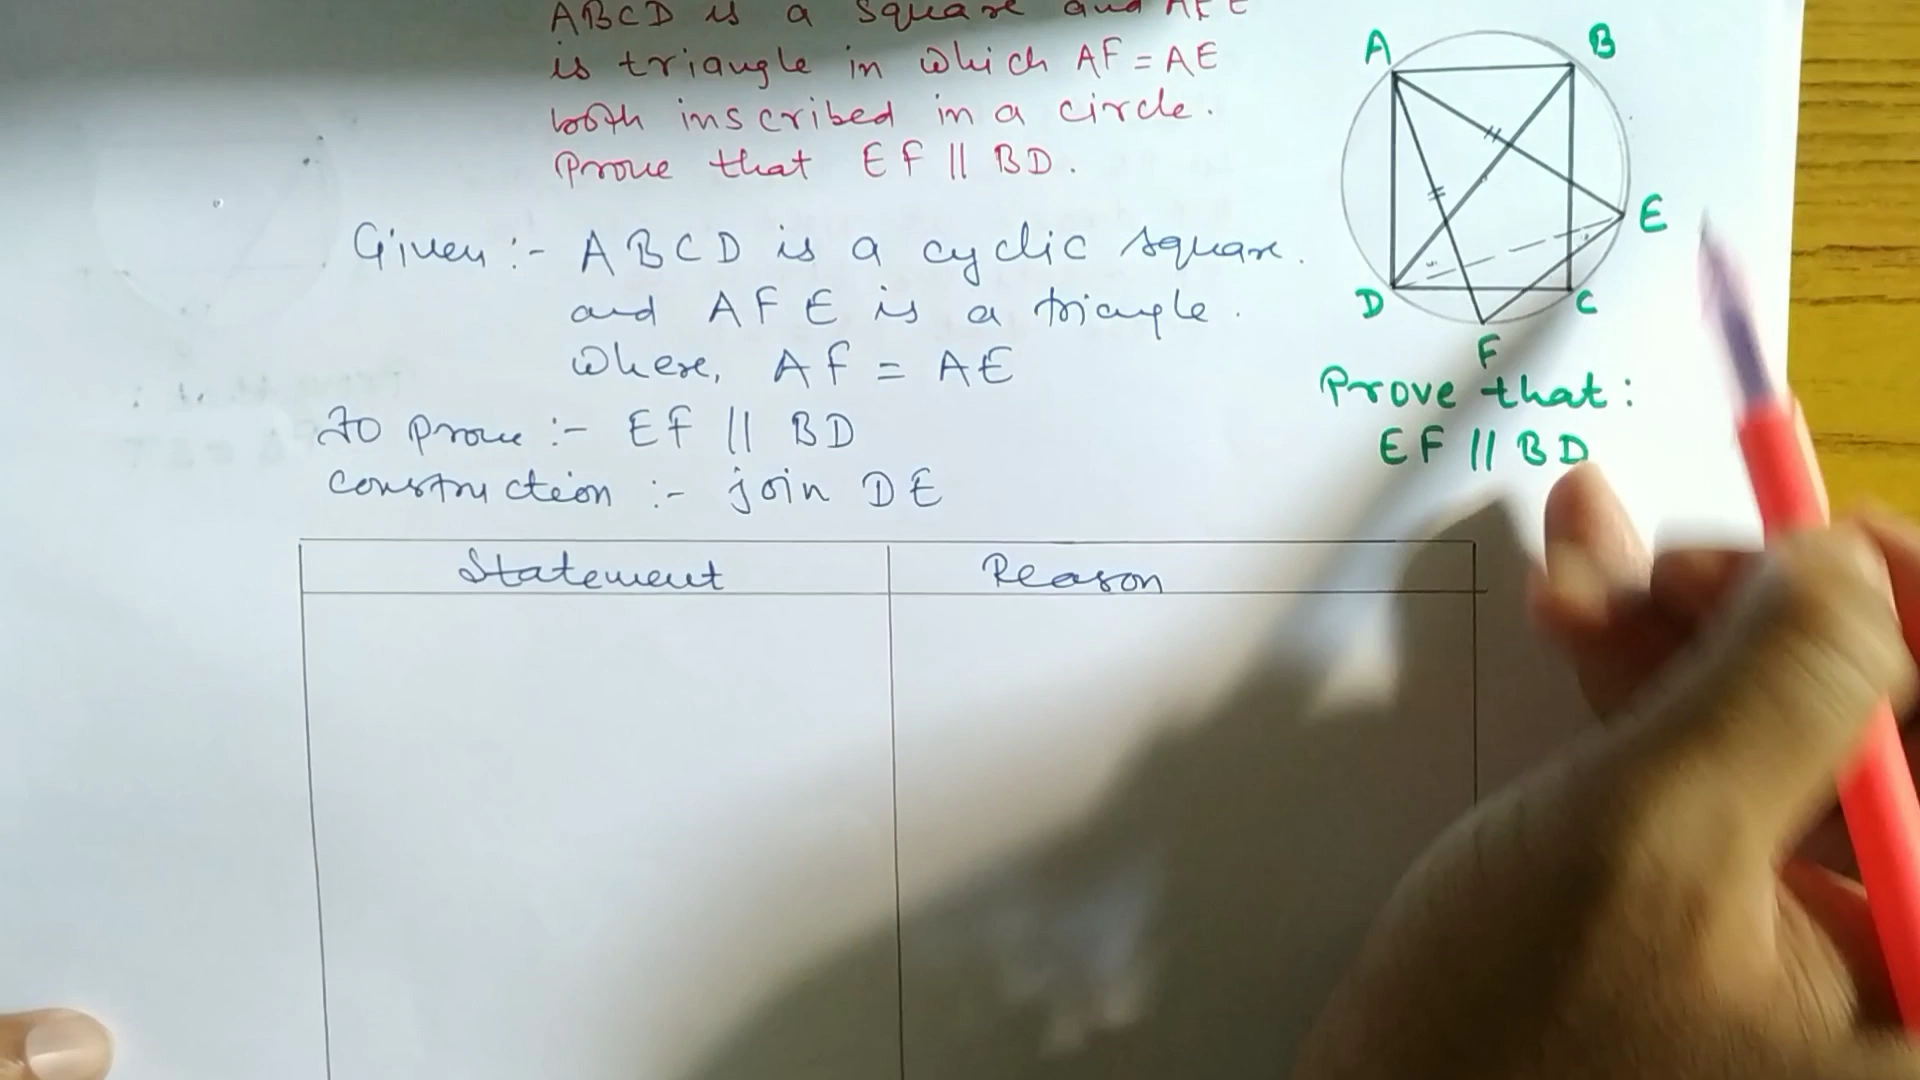 ABCD is a square and AFE
is triangle in which AF = AE
both inscribed in a circle.
Prove that EF || BD.
Given :- ABCD is a cyclic square.
and AFE is a triangle.
Where, AF = AE
To prove :- EF || BD
Construction :- join DE
Statement Reason
A B
E
D C
F
Prove that:
EF || BD